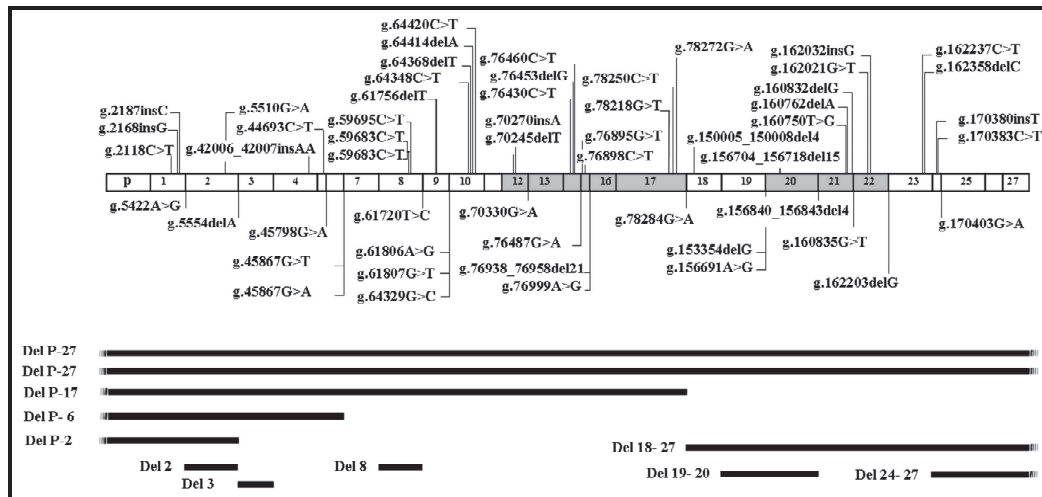 g.64420C>T
g.64414delA
g.64368delT
g.64348C>T
g.61756delT
g.59695C>T
g.59683C>T
g.59683C>T
g.76460C>T
g.76453delG
g.76430C>T
g.70270insA
g.70245delT
g.78272G>A
g.78250C>T
g.78218G>T
g.76895G>T
g.76898C>T
g.162032insG
g.162021G>T
g.160832delG
g.160762delA
g.160750T>G
g.150005_150008del4
g.156704_156718del15
g.162237C>T
g.162358delC
g.170380insT
g.170383C>T
g.2187insC
g.2168insG
g.2118C>T
g.5510G>A
g.44693C>T
g.42006_42007insAA
p 1 2 3 4 7 8 9 10 12 13 16 17 18 19 20 21 22 23 25 27
g.5422A>G
g.5554delA
g.45798G>A
g.45867G>T
g.45867G>A
g.61720T>C
g.61806A>G
g.61807G>T
g.64329G>C
g.70330G>A
g.76487G>A
g.76938_76958del21
g.76999A>G
g.78284G>A
g.156840_156843del4
g.153354delG
g.156691A>G
g.160835G>T
g.162203delG
g.170403G>A
Del P-27
Del P-27
Del P-17
Del P- 6
Del P-2
Del 18- 27
Del 2
Del 8
Del 19- 20
Del 24- 27
Del 3